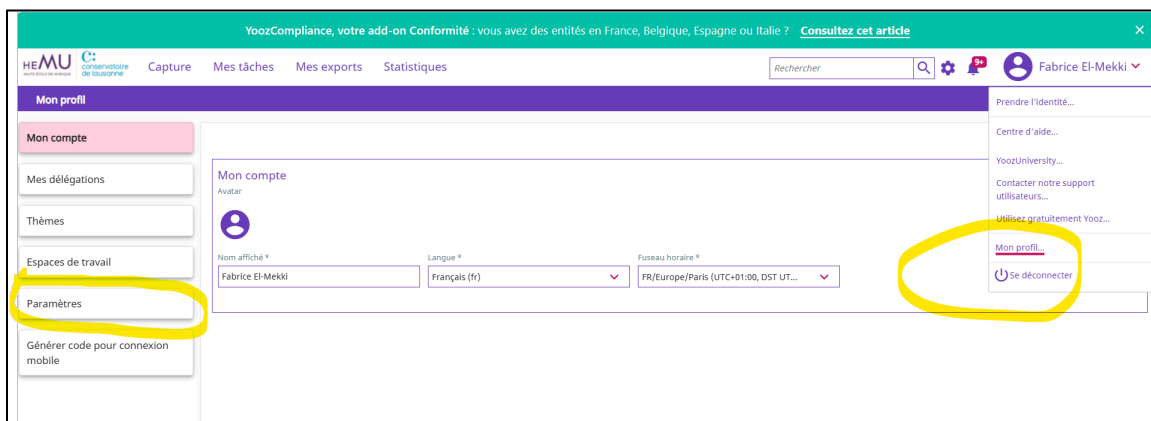 YoozCompliance, votre add-on Conformité : vous avez des entités en France, Belgique, Espagne ou Italie ? Consultez cet article
HEMU
HAUTE ÉCOLE DE MUSIQUE
C:
conservatoire
de lausanne
Capture
Mes tâches
Mes exports
Statistiques
Rechercher
9+
Fabrice El-Mekki
Mon profil
Prendre l'identité...
Centre d'aide...
YoozUniversity...
Contacter notre support
utilisateurs...
Utilisez gratuitement Yooz...
Mon profil...
Se déconnecter
Mon compte
Mes délégations
Thèmes
Espaces de travail
Paramètres
Générer code pour connexion
mobile
Mon compte
Avatar
Nom affiché *
Fabrice El-Mekki
Langue *
Français (fr)
Fuseau horaire *
FR/Europe/Paris (UTC+01:00, DST UT...